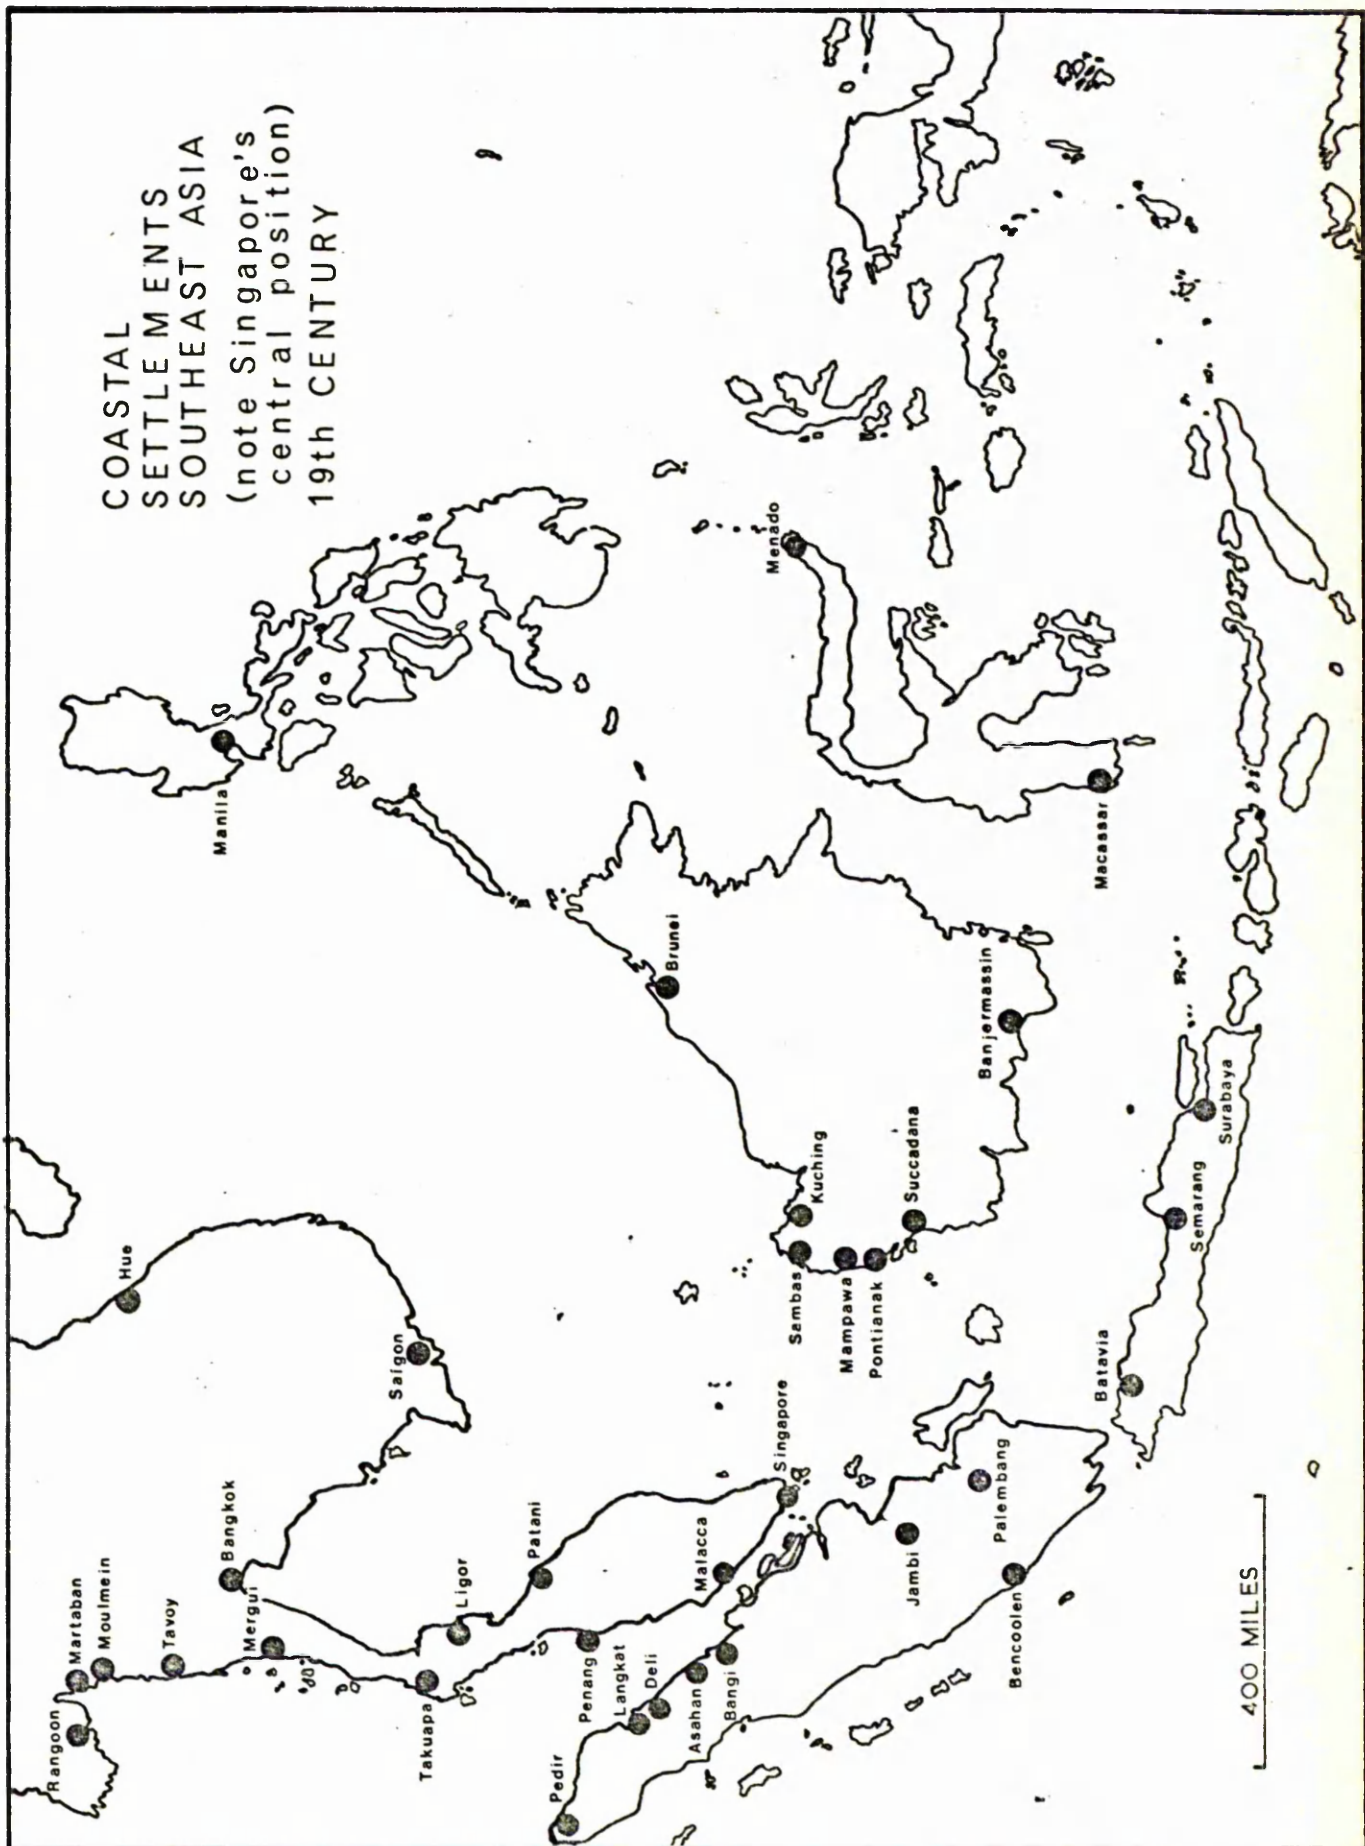 COASTAL
SETTLEMENTS
SOUTHEAST ASIA
(note Singapore's
central position)
19th CENTURY
Rangoon
Martaban
Moulmein
Tavoy
Mergui
Bangkok
Hue
Saigon
Manila
Takuapa
Ligor
Patani
Pedir
Penang
Langkat
Deli
Asahan
Bangi
Malacca
Singapore
Brunei
Kuching
Sambas
Mampawa
Pontianak
Succadana
Banjermassin
Menado
Macassar
Jambi
Palembang
Bencoolen
Batavia
Semarang
Surabaya
400 MILES